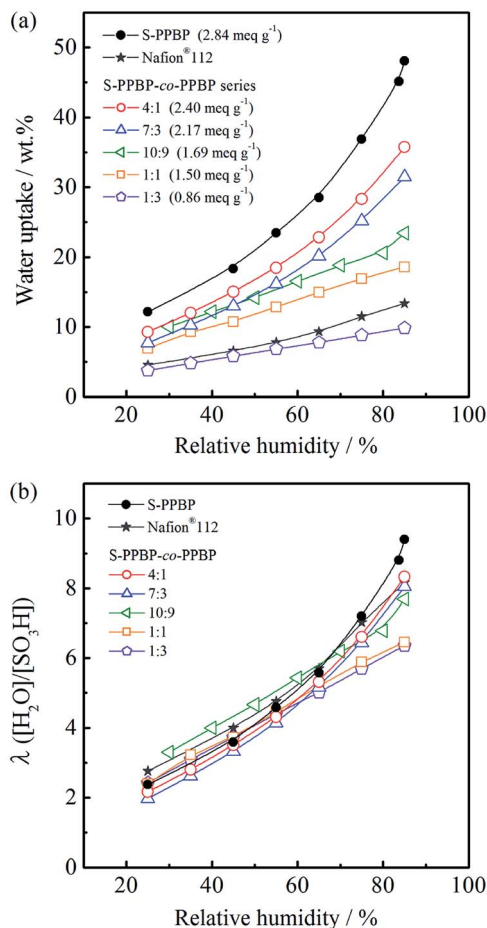 (a)
S-PPBP (2.84 meq g⁻¹)
Nafion®112
S-PPBP-co-PPBP series
4:1 (2.40 meq g⁻¹)
7:3 (2.17 meq g⁻¹)
10:9 (1.69 meq g⁻¹)
1:1 (1.50 meq g⁻¹)
1:3 (0.86 meq g⁻¹)
Water uptake / wt.%
50
40
30
20
10
0
20 40 60 80 100
Relative humidity / %
(b)
S-PPBP
Nafion®112
S-PPBP-co-PPBP
4:1
7:3
10:9
1:1
1:3
λ ([H₂O]/[SO₃H])
10
8
6
4
2
0
20 40 60 80 100
Relative humidity / %